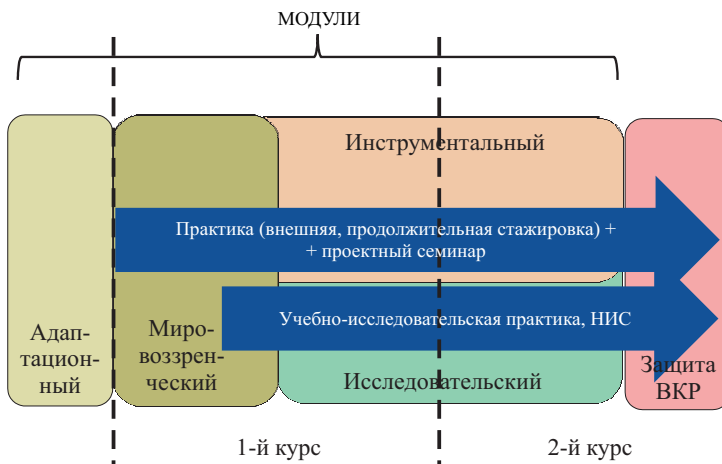 МОДУЛИ
Инструментальный
Практика (внешняя, продолжительная стажировка) +
+ проектный семинар
Учебно-исследовательская практика, НИС
Адап-
тационный-
ный
Миро-
воззрен-
ческий
Исследовательский
Защита
ВКР
1-й курс
2-й курс